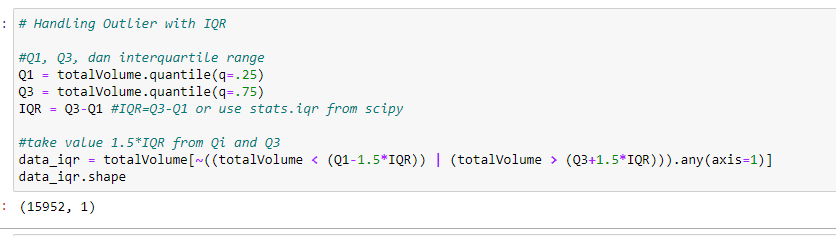 : # Handling Outlier with IQR
#Q1, Q3, dan interquartile range
Q1 = totalVolume.quantile(q=.25)
Q3 = totalVolume.quantile(q=.75)
IQR = Q3-Q1 #IQR=Q3-Q1 or use stats.iqr from scipy
#take value 1.5*IQR from Qi and Q3
data_iqr = totalVolume[~((totalVolume < (Q1-1.5*IQR)) | (totalVolume > (Q3+1.5*IQR))).any(axis=1)]
data_iqr.shape
: (15952, 1)